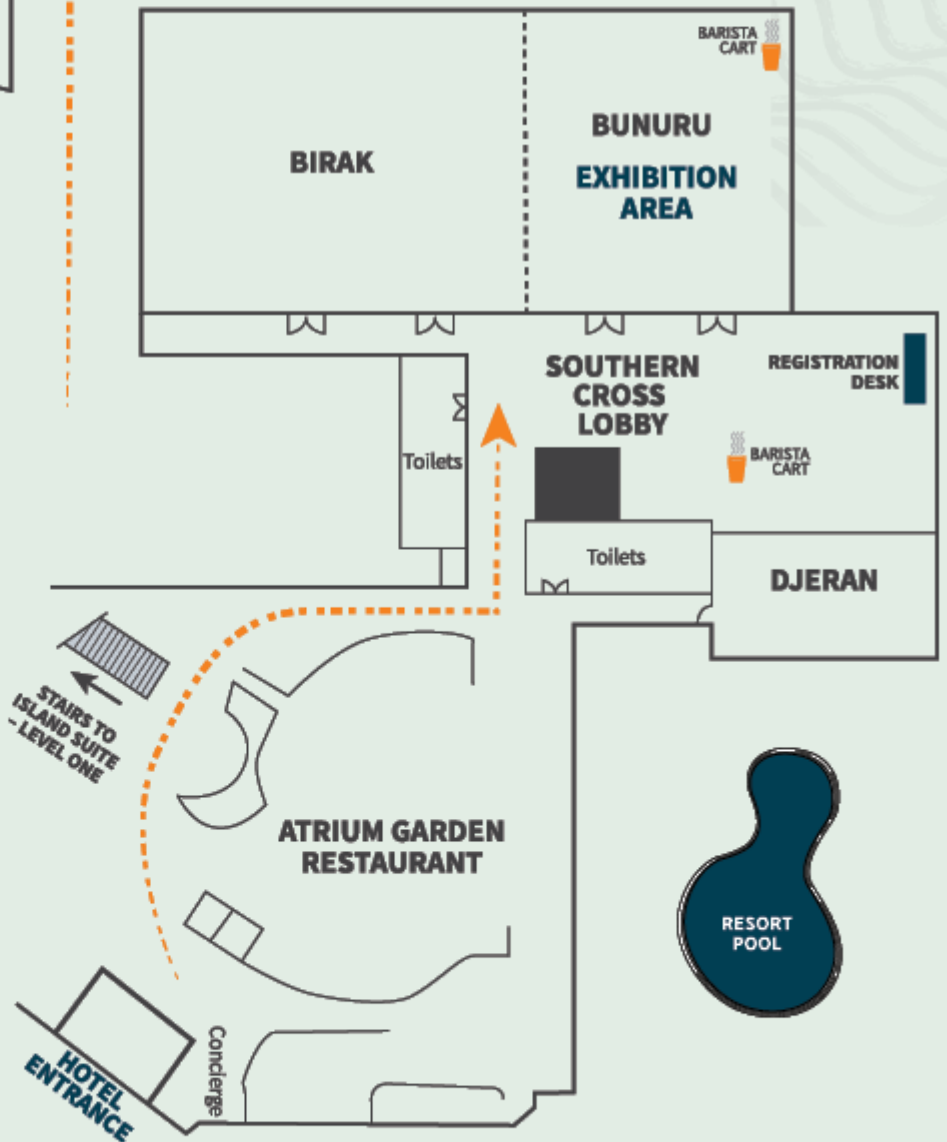 BARISTA
CART
BUNURU
BIRAK
EXHIBITION
AREA
SOUTHERN
CROSS
LOBBY
REGISTRATION
DESK
BARISTA
CART
Toilets
Toilets
DJERAN
STAIRS TO
ISLAND SUITE
– LEVEL ONE
ATRIUM GARDEN
RESTAURANT
RESORT
POOL
Concierge
HOTEL
ENTRANCE